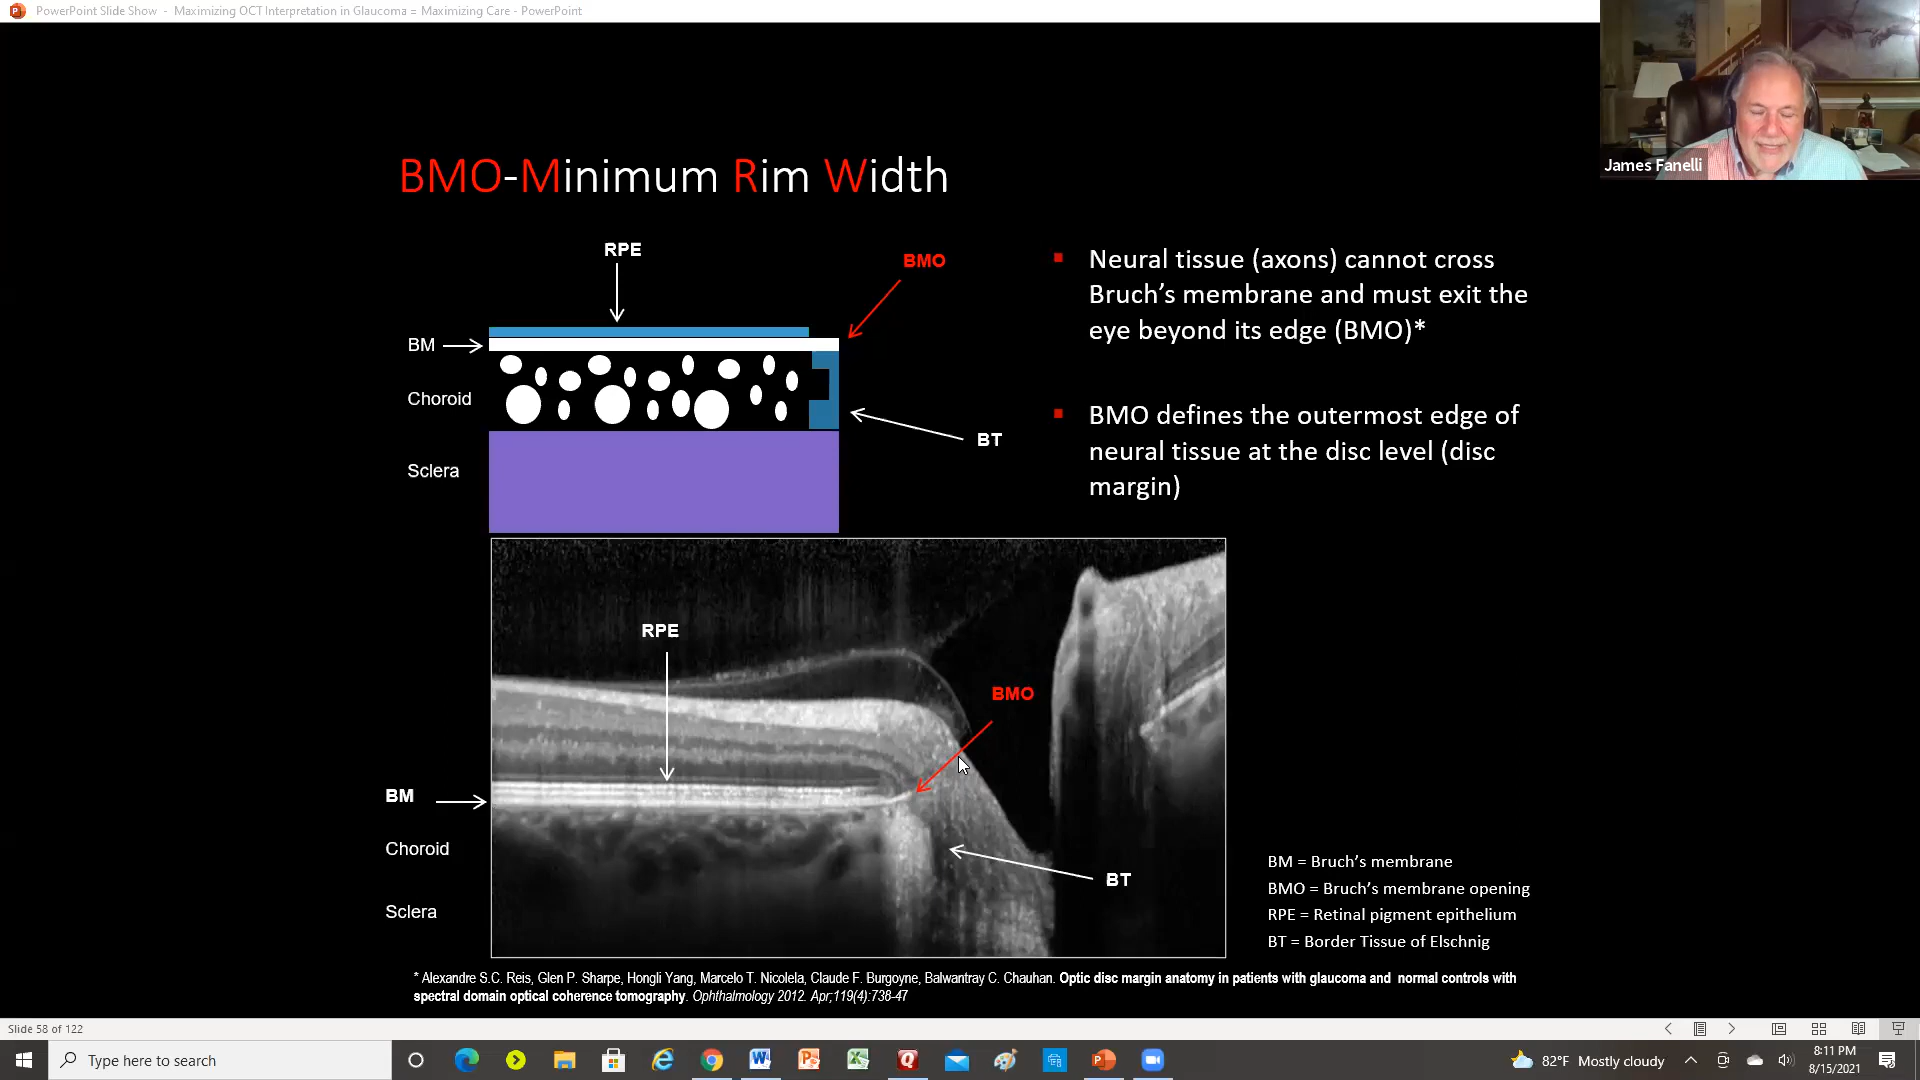 PowerPoint Slide Show - Maximizing OCT Interpretation in Glaucoma = Maximizing Care - PowerPoint
James Fanelli
BMO-Minimum Rim Width
RPE
BMO
BM
Choroid
BT
Sclera
Neural tissue (axons) cannot cross
Bruch’s membrane and must exit the
eye beyond its edge (BMO)*
BMO defines the outermost edge of
neural tissue at the disc level (disc
margin)
RPE
BMO
BM
Choroid
BT
Sclera
BM = Bruch’s membrane
BMO = Bruch’s membrane opening
RPE = Retinal pigment epithelium
BT = Border Tissue of Elschnig
* Alexandre S.C. Reis, Glen P. Sharpe, Hongli Yang, Marcelo T. Nicolela, Claude F. Burgoyne, Balwantray C. Chauhan. Optic disc margin anatomy in patients with glaucoma and normal controls with
spectral domain optical coherence tomography. Ophthalmology 2012. Apr;119(4):738-47
Slide 58 of 122
Type here to search
82°F Mostly cloudy
8:11 PM
8/15/2021